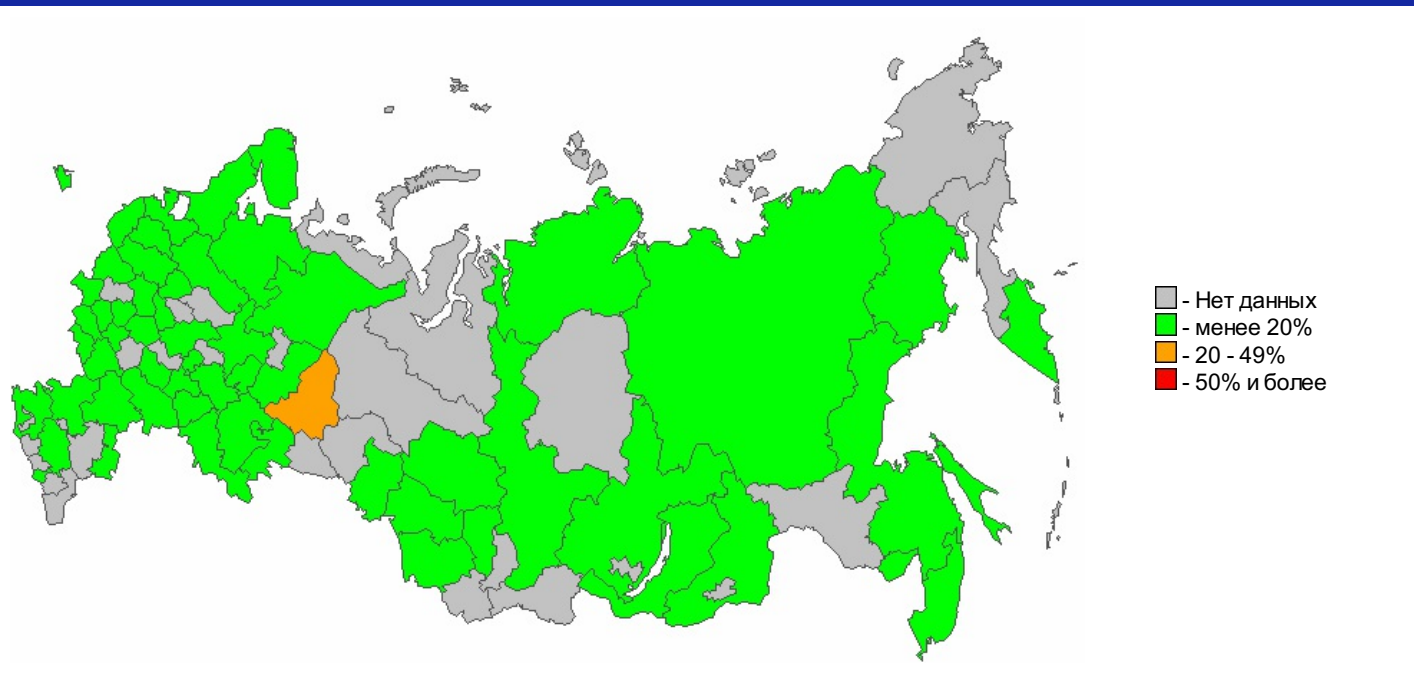 - Нет данных
- менее 20%
- 20 - 49%
- 50% и более